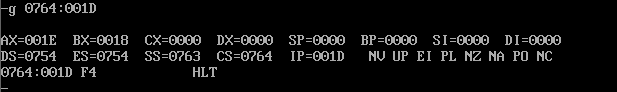 -g 0764:001D
AX=001E BX=0018 CX=0000 DX=0000 SP=0000 BP=0000 SI=0000 DI=0000
DS=0754 ES=0754 SS=0763 CS=0764 IP=001D NV UP EI PL NZ NA PO NC
0764:001D F4 HLT
-